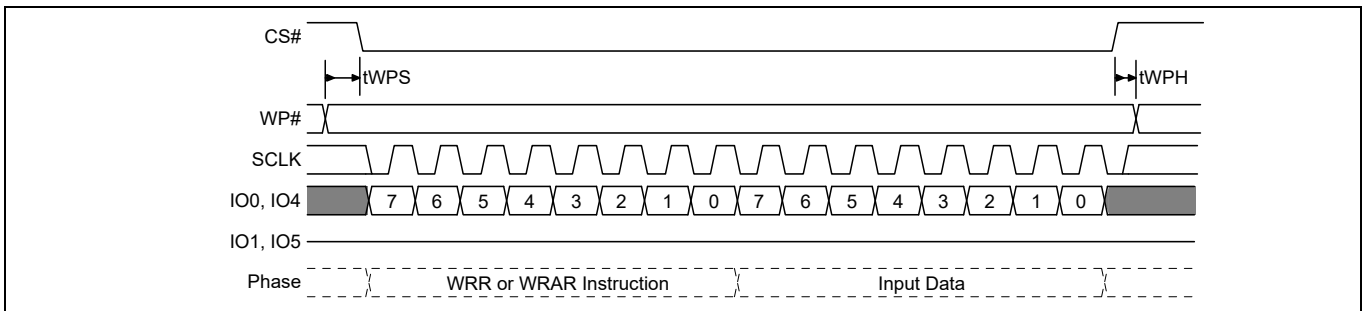 CS#
tWPS tWPH
WP#
SCLK
IO0, IO4 7 6 5 4 3 2 1 0 7 6 5 4 3 2 1 0
IO1, IO5
Phase WRR or WRAR Instruction Input Data